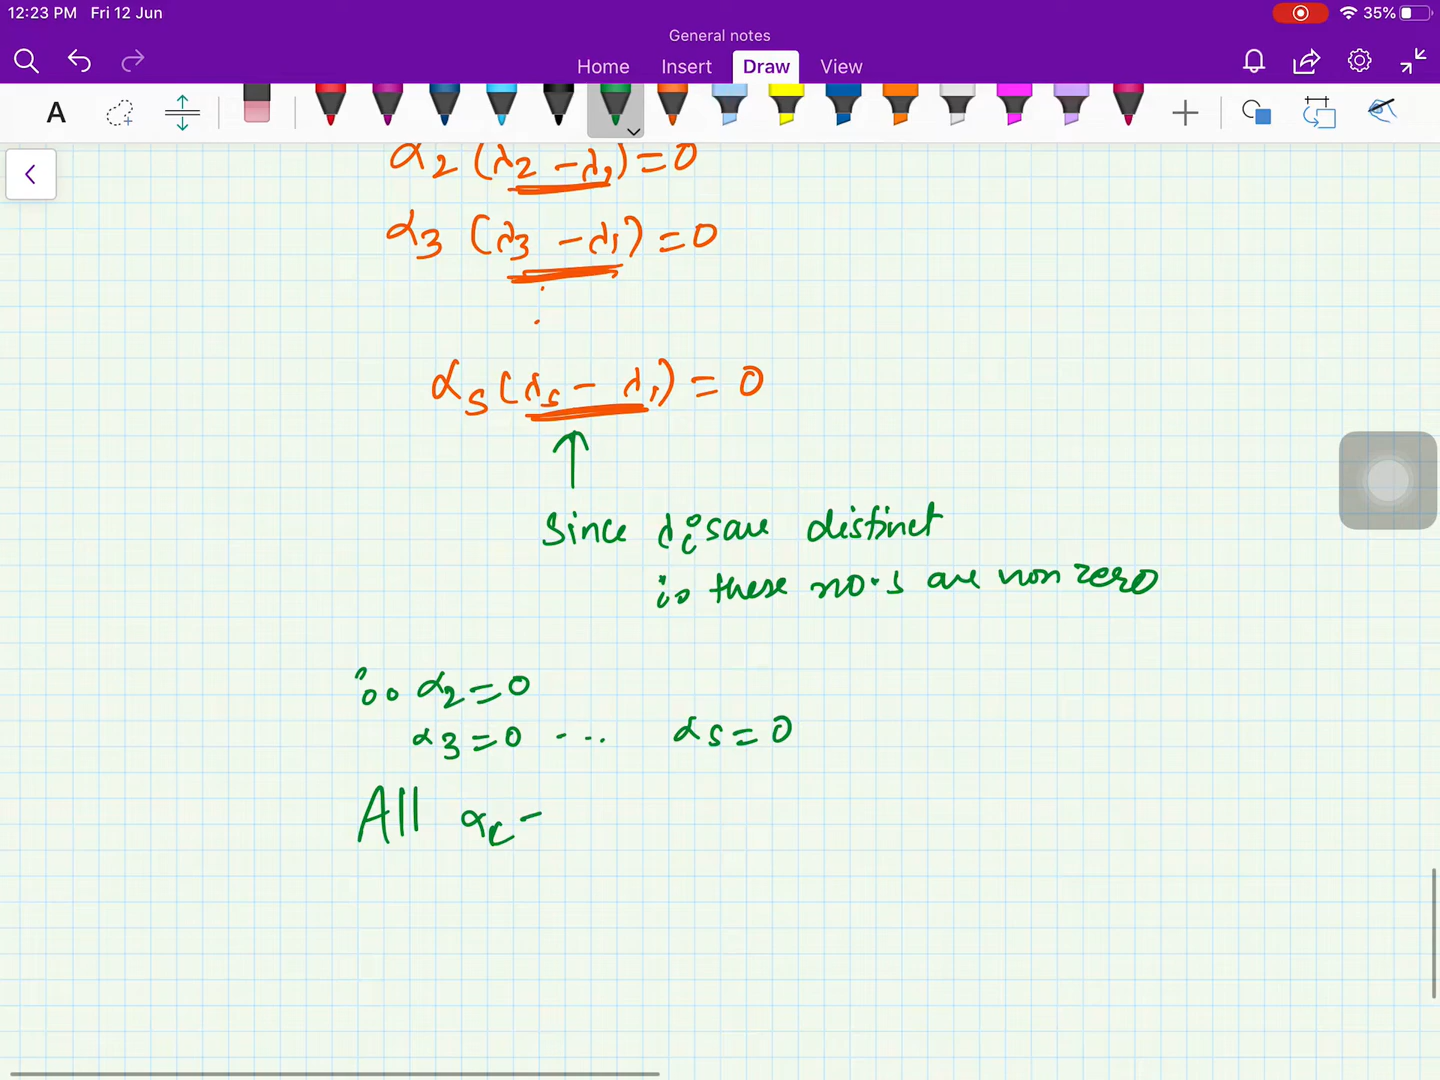 12:23 PM Fri 12 Jun
35%
General notes
Home Insert Draw View
A
α2 (λ2 - λ1) = 0
α3 (λ3 - λ1) = 0
:
αs (λs - λ1) = 0
↑
Since λi's are distinct
is these no.s are non zero
∴ α2 = 0
α3 = 0 ... αs = 0
All αi -